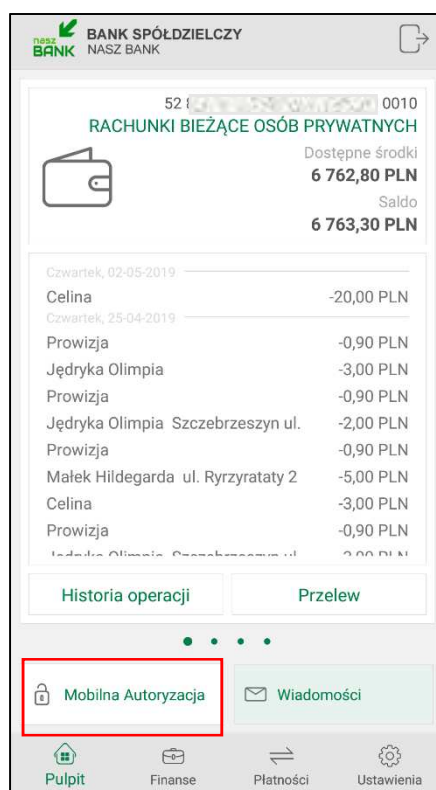 nasz BANK
BANK SPÓŁDZIELCZY
NASZ BANK
52 0010
RACHUNKI BIEŻĄCE OSÓB PRYWATNYCH
Dostępne środki
6 762,80 PLN
Saldo
6 763,30 PLN
Czwartek, 02-05-2019
Celina -20,00 PLN
Czwartek, 25-04-2019
Prowizja -0,90 PLN
Jędryka Olimpia -3,00 PLN
Prowizja -0,90 PLN
Jędryka Olimpia Szczebrzeszyn ul. -2,00 PLN
Prowizja -0,90 PLN
Małek Hildegarda ul. Ryrzyrataty 2 -5,00 PLN
Celina -3,00 PLN
Prowizja -0,90 PLN
Historia operacji Przelew
Mobilna Autoryzacja Wiadomości
Pulpit Finanse Płatności Ustawienia